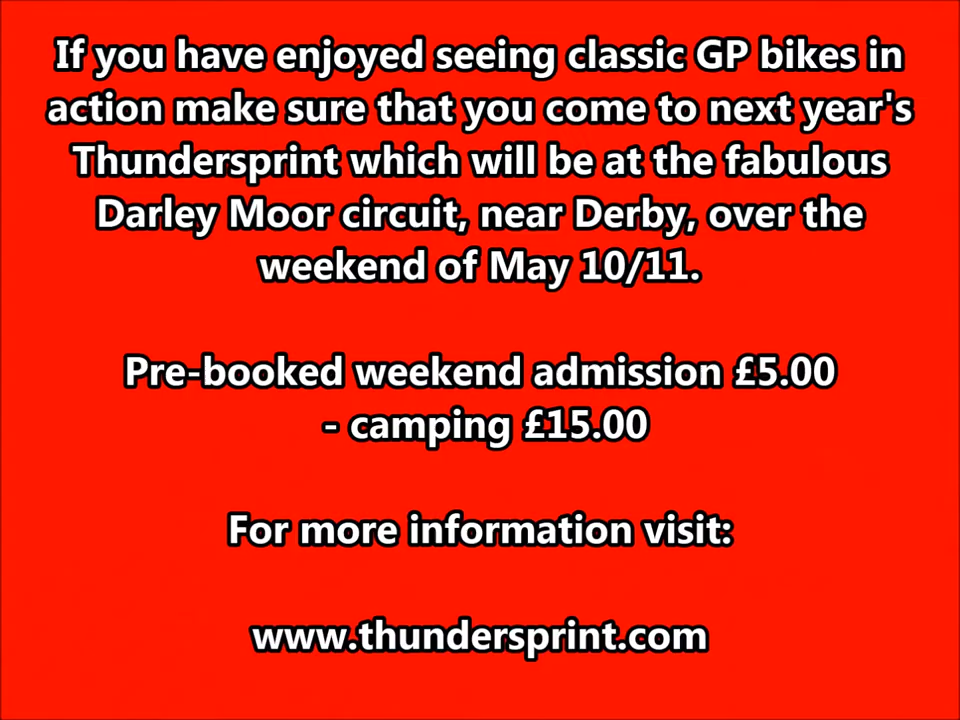 If you have enjoyed seeing classic GP bikes in
action make sure that you come to next year's
Thundersprint which will be at the fabulous
Darley Moor circuit, near Derby, over the
weekend of May 10/11.
Pre-booked weekend admission £5.00
- camping £15.00
For more information visit:
www.thundersprint.com